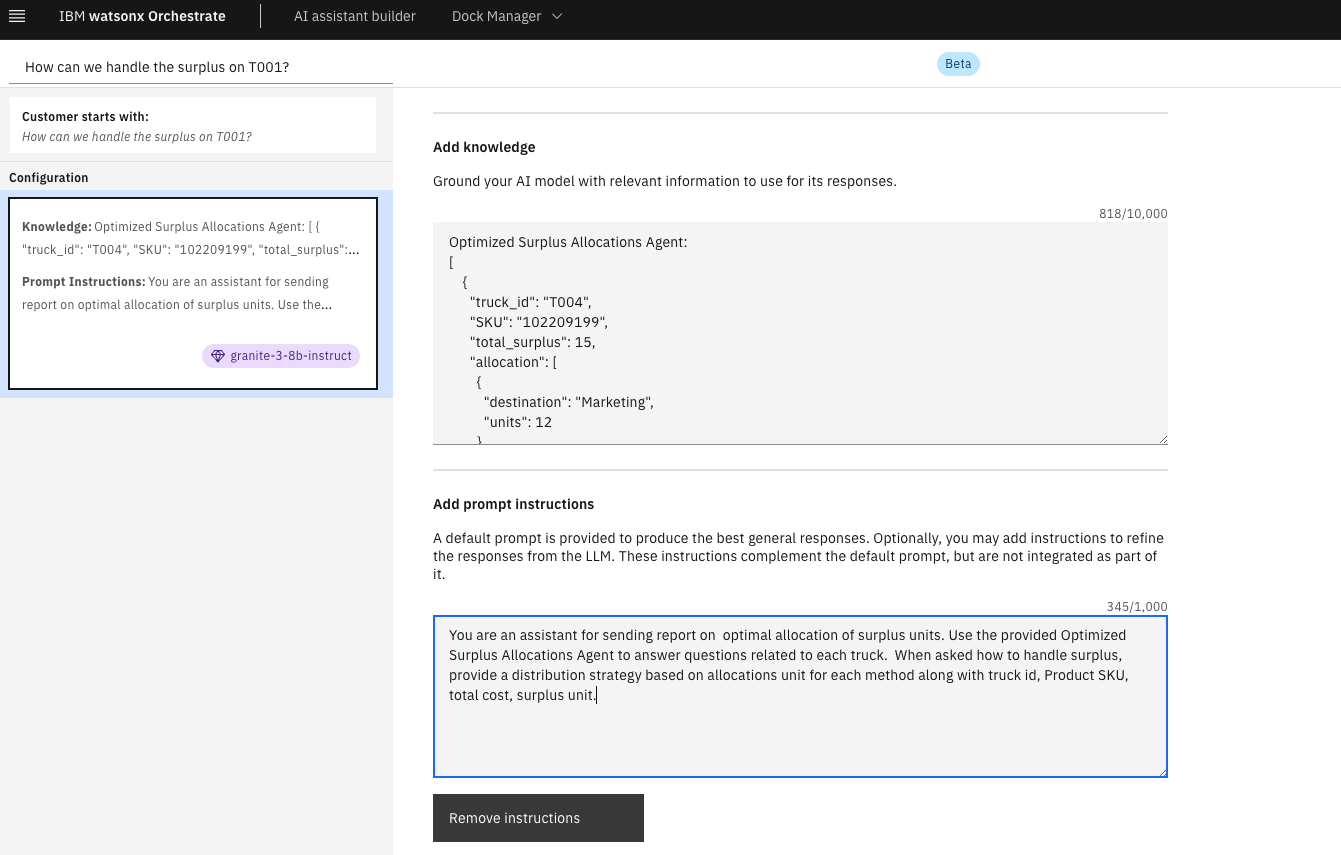 IBM watsonx Orchestrate
AI assistant builder
Dock Manager
How can we handle the surplus on T001?
Beta
Customer starts with:
How can we handle the surplus on T001?
Configuration
Knowledge: Optimized Surplus Allocations Agent: [ {
"truck_id": "T004", "SKU": "102209199", "total_surplus":...
Prompt Instructions: You are an assistant for sending
report on optimal allocation of surplus units. Use the...
granite-3-8b-instruct
Add knowledge
Ground your AI model with relevant information to use for its responses.
818/10,000
Optimized Surplus Allocations Agent:
[
{
"truck_id": "T004",
"SKU": "102209199",
"total_surplus": 15,
"allocation": [
{
"destination": "Marketing",
"units": 12
}
Add prompt instructions
A default prompt is provided to produce the best general responses. Optionally, you may add instructions to refine
the responses from the LLM. These instructions complement the default prompt, but are not integrated as part of
it.
345/1,000
You are an assistant for sending report on  optimal allocation of surplus units. Use the provided Optimized
Surplus Allocations Agent to answer questions related to each truck.  When asked how to handle surplus,
provide a distribution strategy based on allocations unit for each method along with truck id, Product SKU,
total cost, surplus unit.
Remove instructions